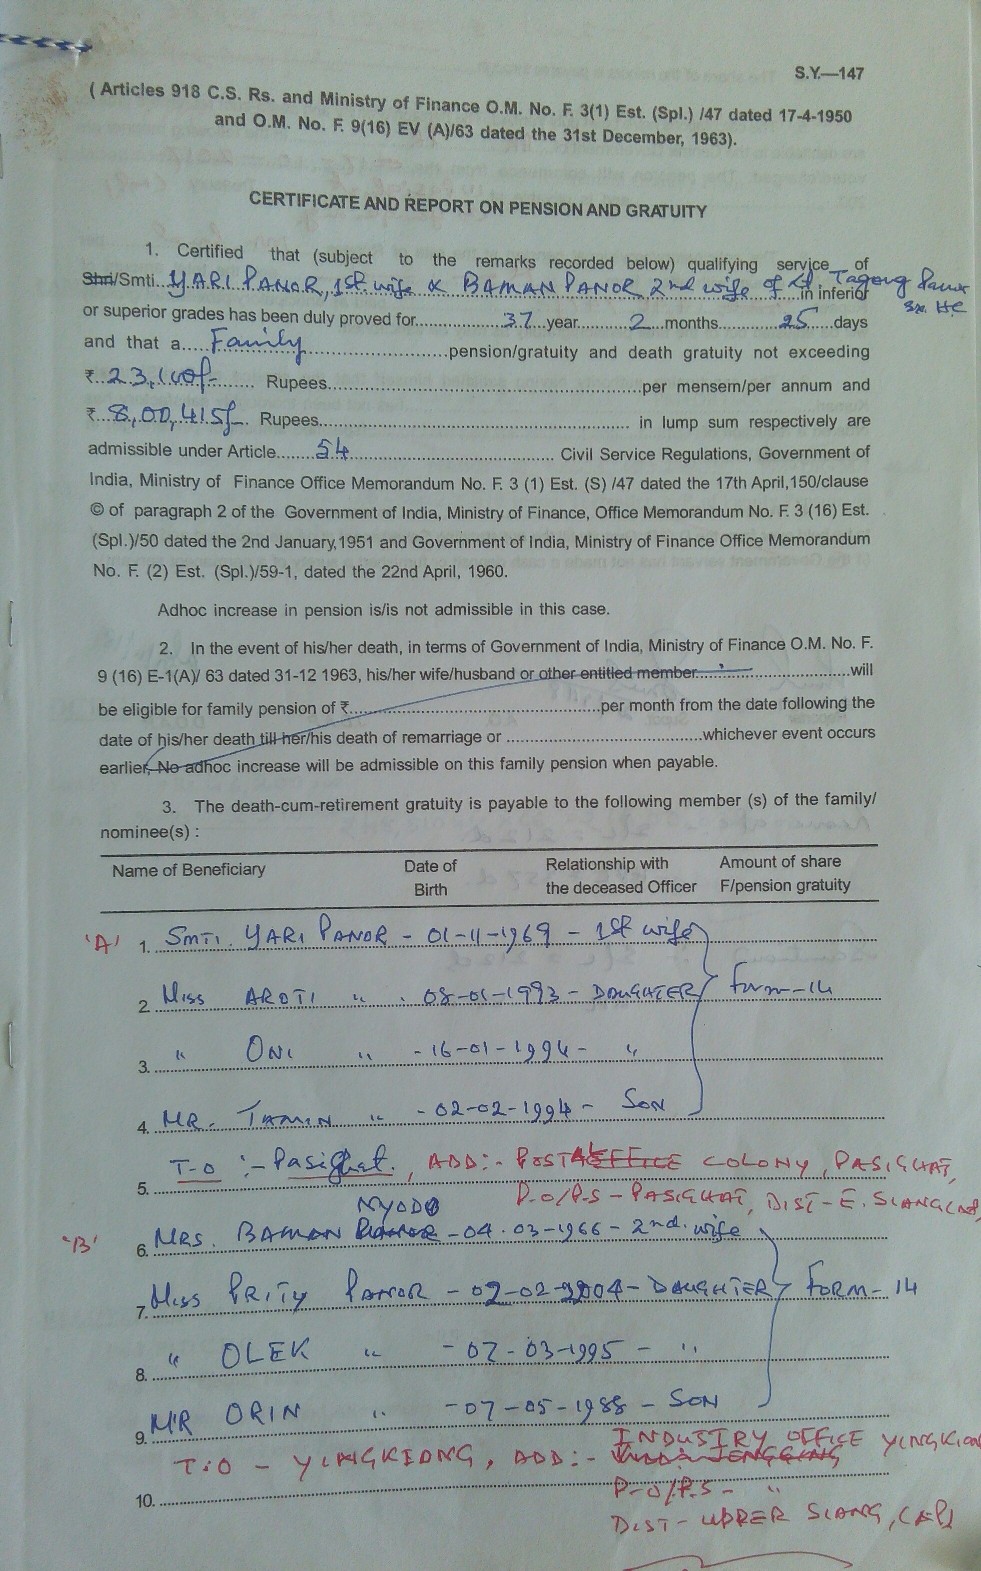 S.Y.—147
( Articles 918 C.S. Rs. and Ministry of Finance O.M. No. F. 3(1) Est. (Spl.) /47 dated 17-4-1950
and O.M. No. F. 9(16) EV (A)/63 dated the 31st December, 1963).
CERTIFICATE AND REPORT ON PENSION AND GRATUITY
1. Certified that (subject to the remarks recorded below) qualifying service of
Shri/Smti..YARI PANOR, 1st wife & BAMAN PANOR 2nd wife of Lt Tagong Panor
in inferior Ex. HC
or superior grades has been duly proved for................37...year..........2...months............25......days
and that a.....Family........................pension/gratuity and death gratuity not exceeding
₹..23,100/-....... Rupees....................................................per mensem/per annum and
₹...8,00,415/-.. Rupees.................................................... in lump sum respectively are
admissible under Article.......54.................................... Civil Service Regulations, Government of
India, Ministry of Finance Office Memorandum No. F. 3 (1) Est. (S) /47 dated the 17th April,150/clause
© of paragraph 2 of the Government of India, Ministry of Finance, Office Memorandum No. F. 3 (16) Est.
(Spl.)/50 dated the 2nd January,1951 and Government of India, Ministry of Finance Office Memorandum
No. F. (2) Est. (Spl.)/59-1, dated the 22nd April, 1960.
Adhoc increase in pension is/is not admissible in this case.
2. In the event of his/her death, in terms of Government of India, Ministry of Finance O.M. No. F.
9 (16) E-1(A)/ 63 dated 31-12 1963, his/her wife/husband or other entitled member..........................will
be eligible for family pension of ₹..........................................per month from the date following the
date of his/her death till her/his death of remarriage or .................................whichever event occurs
earlier, No adhoc increase will be admissible on this family pension when payable.
3. The death-cum-retirement gratuity is payable to the following member (s) of the family/
nominee(s) :
Name of Beneficiary Date of Birth Relationship with the deceased Officer Amount of share F/pension gratuity
'A' 1. SMTI. YARI PANOR - 01-11-1969 - 1st wife
2. Miss AROTI " - 08-01-1993 - DAUGHTER Form-14
3. " ONI " - 16-01-1994 - "
4. MR. TAMIN " - 02-02-1994 - SON
5. T-O :- Pasighat. , ADD:- POSTAL OFFICE COLONY, PASIGHAT,
P-O/P-S - PASIGHAT, DIST- E. SIANG
NYODO
'B' 6. MRS. BAMAN PANOR - 04.03-1966 - 2nd. wife
7. Miss PRITY PANOR - 02-02-2004 - DAUGHTER FORM-14
8. " OLEK " - 07-03-1995 - "
9. MR ORIN " - 07-05-1988 - SON
INDUSTRY OFFICE YINGKION
T:O - YINGKIONG, ADD:- JENGGING
10. P-O/P.S - "
DIST- UPPER SIANG, (AP)